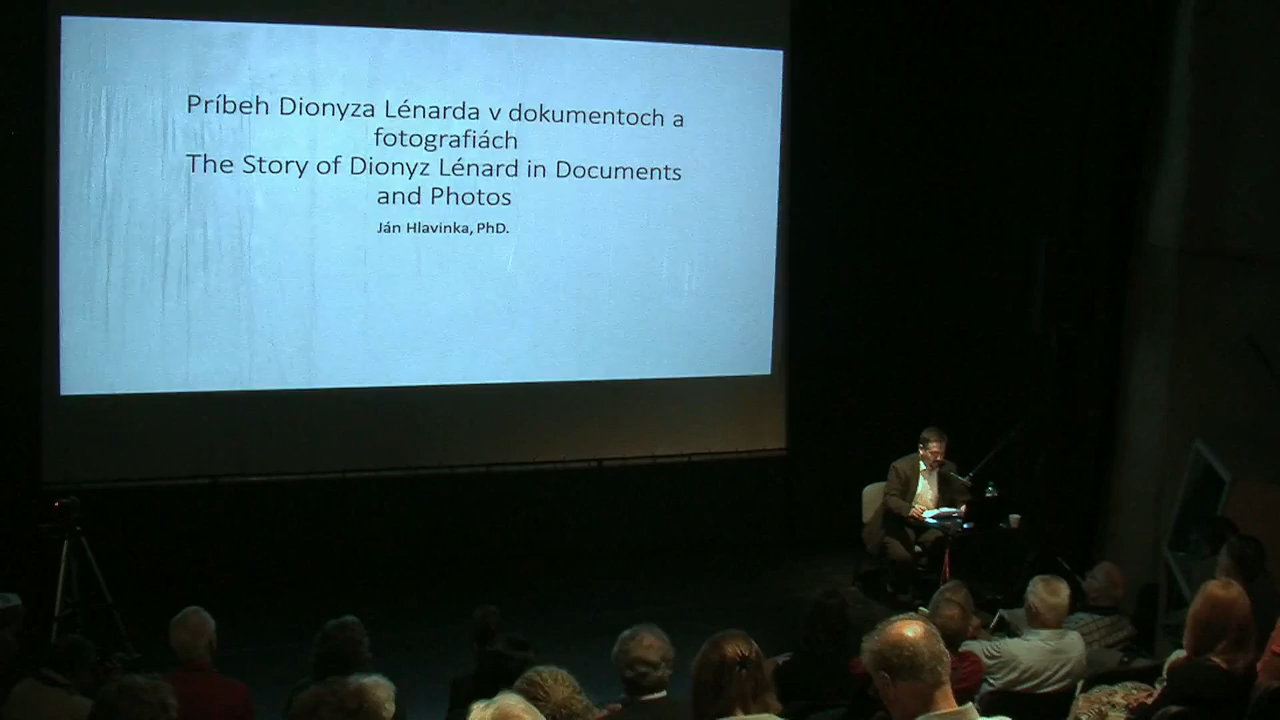 Príbeh Dionyza Lénarda v dokumentoch a
fotografiách
The Story of Dionyz Lénard in Documents
and Photos
Ján Hlavinka, PhD.